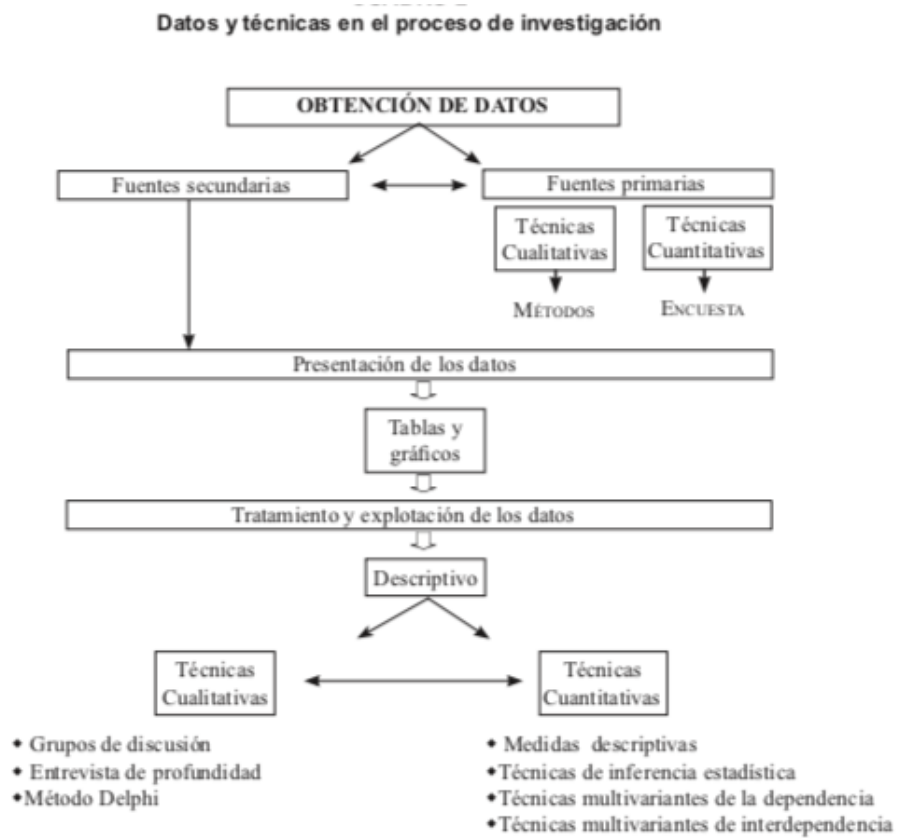 Datos y técnicas en el proceso de investigación
OBTENCIÓN DE DATOS
Fuentes secundarias
Fuentes primarias
Técnicas
Cualitativas
Técnicas
Cuantitativas
MÉTODOS
ENCUESTA
Presentación de los datos
Tablas y
gráficos
Tratamiento y explotación de los datos
Descriptivo
Técnicas
Cualitativas
Técnicas
Cuantitativas
◆ Grupos de discusión
◆ Entrevista de profundidad
◆Método Delphi
◆ Medidas descriptivas
◆Técnicas de inferencia estadística
◆Técnicas multivariantes de la dependencia
◆Técnicas multivariantes de interdependencia